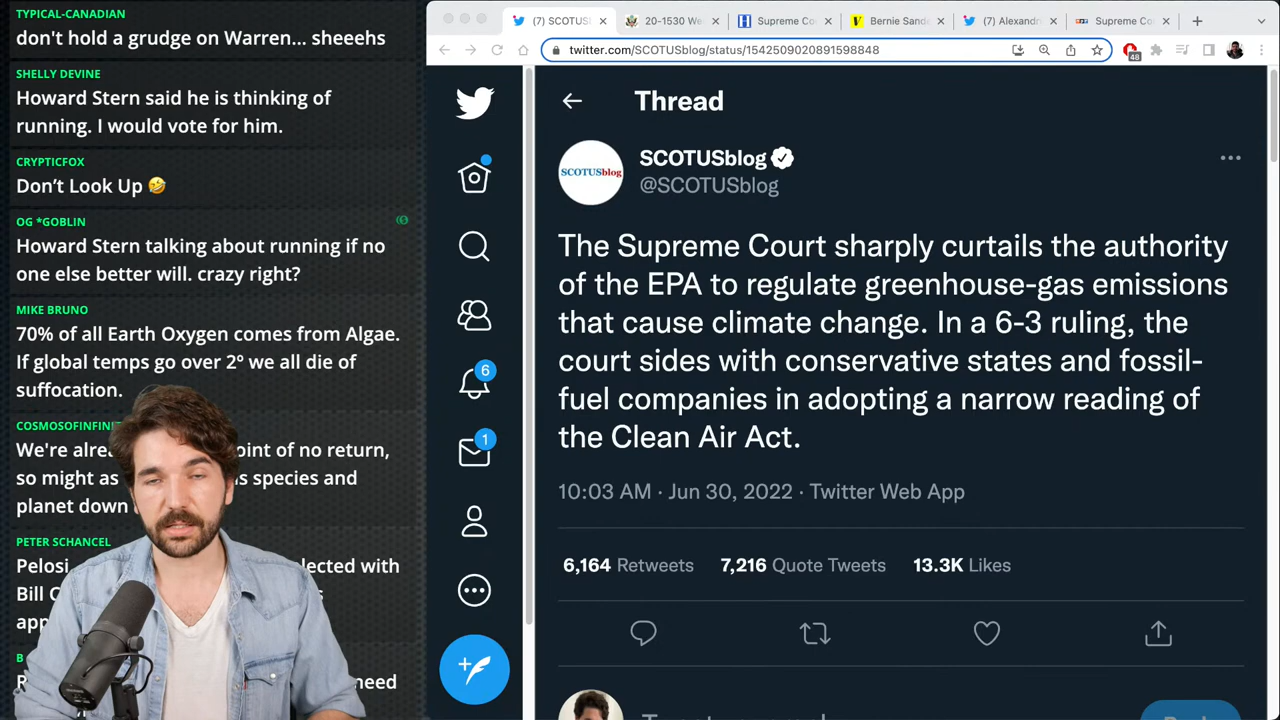 TYPICAL-CANADIAN
don't hold a grudge on Warren... sheeehs
SHELLY DEVINE
Howard Stern said he is thinking of
running. I would vote for him.
CRYPTICFOX
Don't Look Up 🤣
OG *GOBLIN
Howard Stern talking about running if no
one else better will. crazy right?
MIKE BRUNO
70% of all Earth Oxygen comes from Algae.
If global temps go over 2° we all die of
suffocation.
COSMOSOFINFINIT
We're alrea oint of no return,
so might as s species and
planet down
PETER SCHANCEL
Pelosi lected with
Bill
app
B
need
(7) SCOTUS
20-1530 We
Supreme Co
Bernie Sand
(7) Alexandr
Supreme Co
twitter.com/SCOTUSblog/status/1542509020891598848
48
6
1
Thread
SCOTUSblog
SCOTUSblog
@SCOTUSblog
The Supreme Court sharply curtails the authority
of the EPA to regulate greenhouse-gas emissions
that cause climate change. In a 6-3 ruling, the
court sides with conservative states and fossil-
fuel companies in adopting a narrow reading of
the Clean Air Act.
10:03 AM · Jun 30, 2022 · Twitter Web App
6,164 Retweets 7,216 Quote Tweets 13.3K Likes